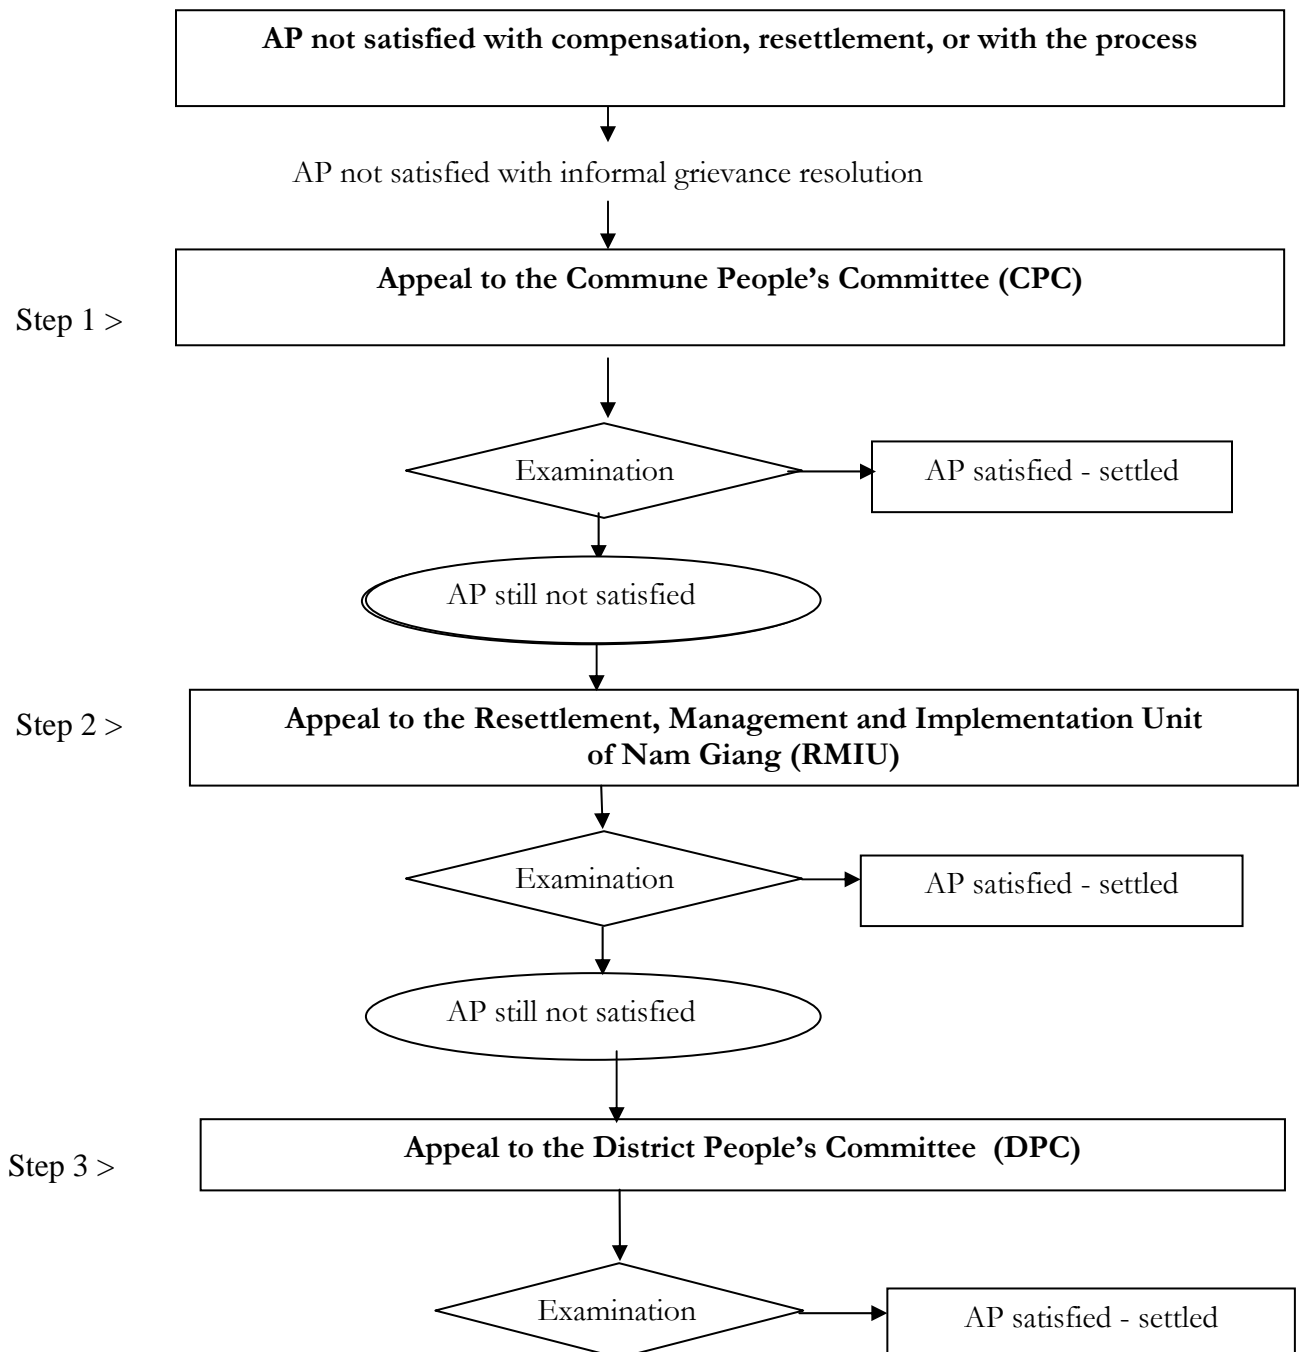 AP not satisfied with compensation, resettlement, or with the process
AP not satisfied with informal grievance resolution
Appeal to the Commune People's Committee (CPC)
Step 1 >
Examination
AP satisfied - settled
AP still not satisfied
Step 2 >
Appeal to the Resettlement, Management and Implementation Unit
of Nam Giang (RMIU)
Examination
AP satisfied - settled
AP still not satisfied
Step 3 >
Appeal to the District People's Committee  (DPC)
Examination
AP satisfied - settled